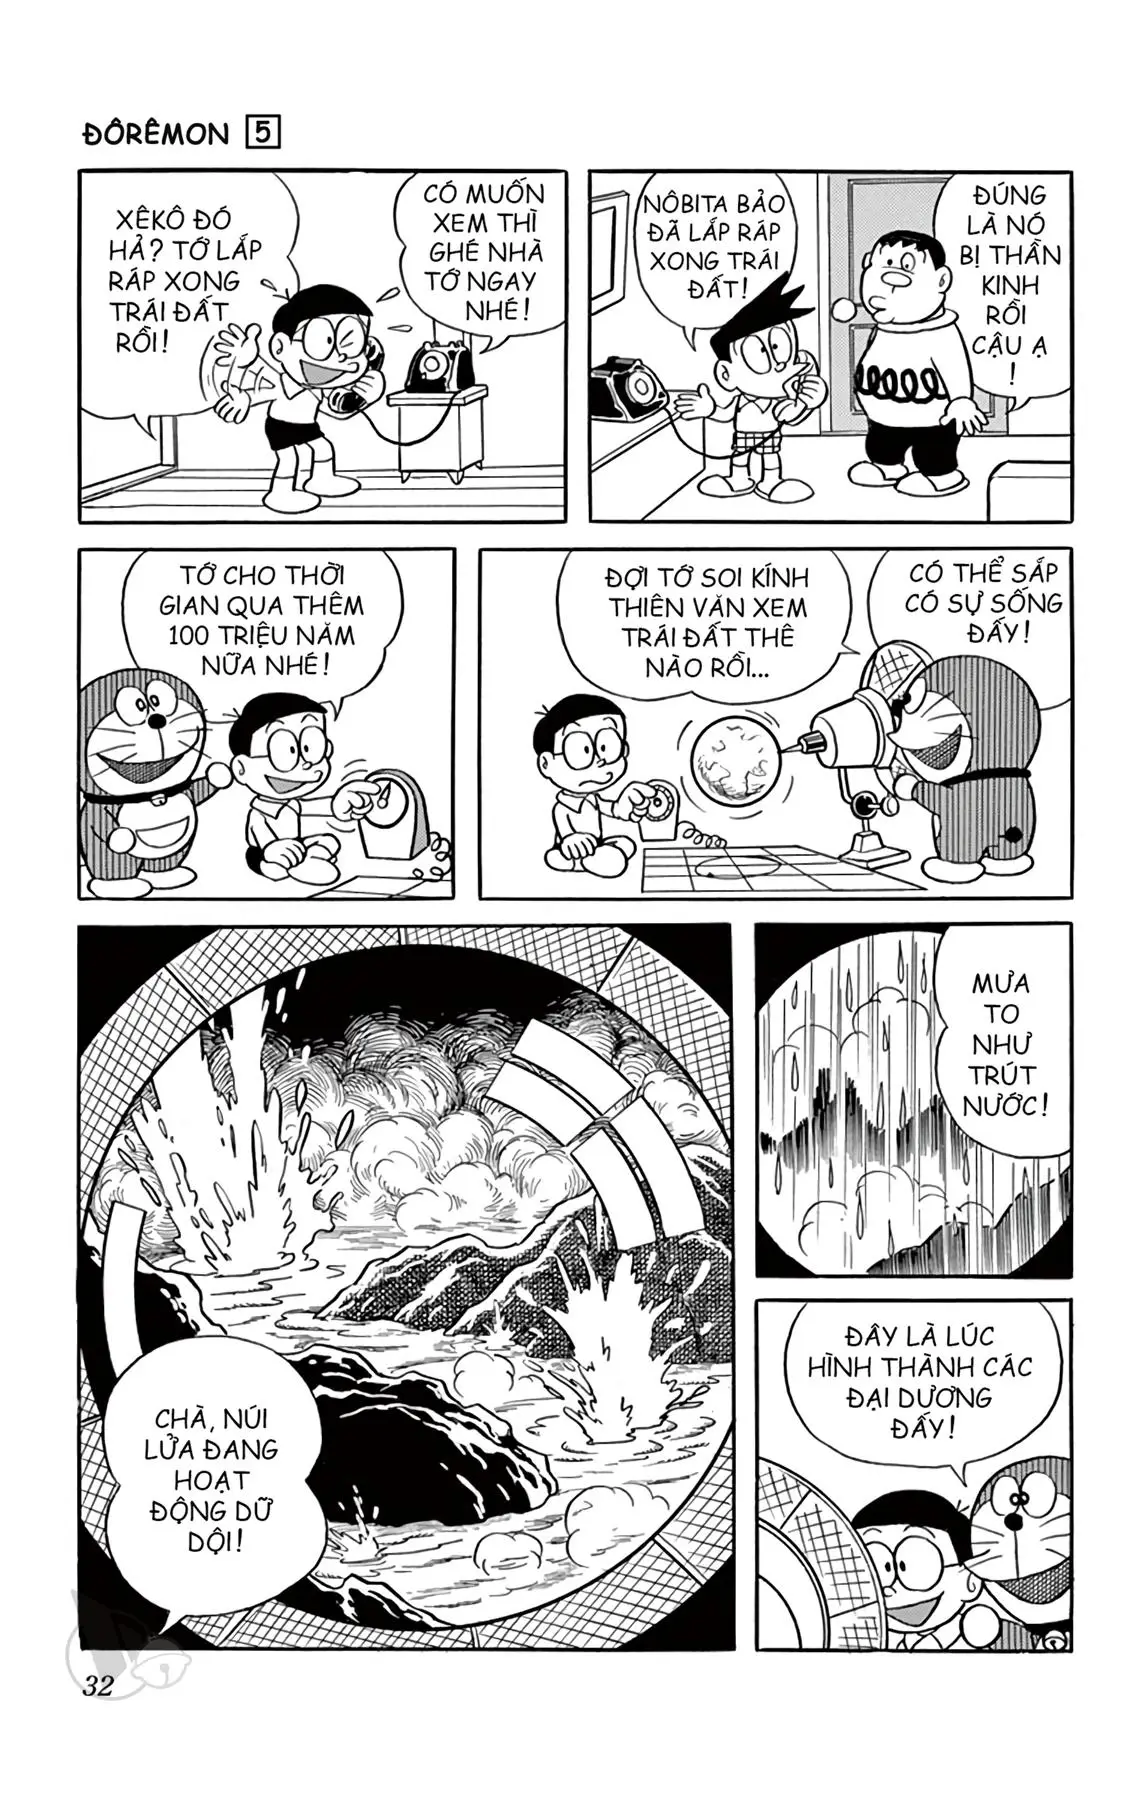 ĐÔRÊMON 5
XÊKÔ ĐÓ
HẢ? TỚ LẮP
RÁP XONG
TRÁI ĐẤT
RỒI!
CÓ MUỐN
XEM THÌ
GHÉ NHÀ
TỚ NGAY
NHÉ!
NÔBITA BẢO
ĐÃ LẮP RÁP
XONG TRÁI
ĐẤT!
ĐÚNG
LÀ NÓ
BỊ THẦN
KINH
RỒI
CẬU Ạ
!
TỚ CHO THỜI
GIAN QUA THÊM
100 TRIỆU NĂM
NỮA NHÉ!
ĐỢI TỚ SOI KÍNH
THIÊN VĂN XEM
TRÁI ĐẤT THÊ
NÀO RỒI...
CÓ THỂ SẮP
CÓ SỰ SỐNG
ĐẤY!
CHÀ, NÚI
LỬA ĐANG
HOẠT
ĐỘNG DỮ
DỘI!
MƯA
TO
NHƯ
TRÚT
NƯỚC!
ĐÂY LÀ LÚC
HÌNH THÀNH CÁC
ĐẠI DƯƠNG
ĐẤY!
32